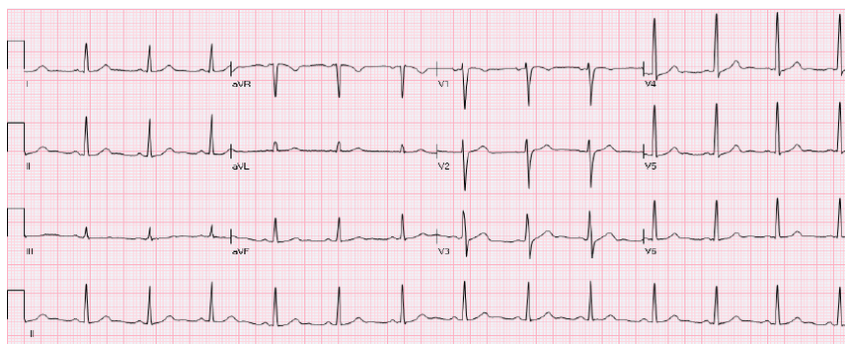 I aVR V1 V4
II aVL V2 V5
III aVF V3 V6
II